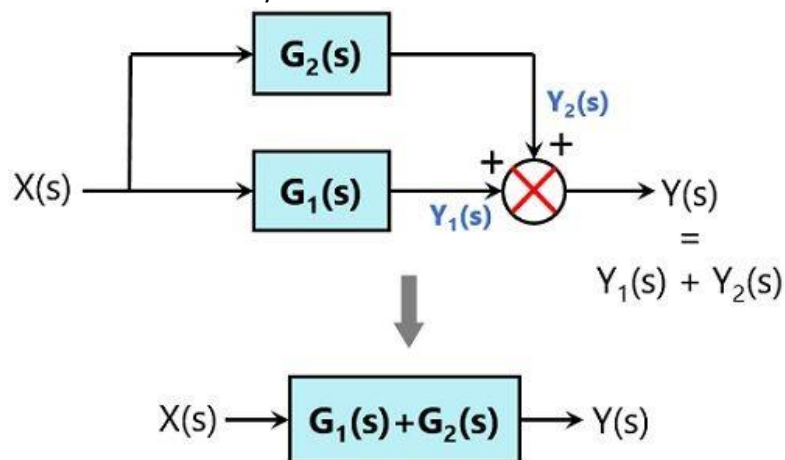 G₂(s)
Y₂(s)
+
+
X(s)
G₁(s)
Y₁(s)
Y(s)
=
Y₁(s) + Y₂(s)
X(s)
G₁(s)+G₂(s)
Y(s)